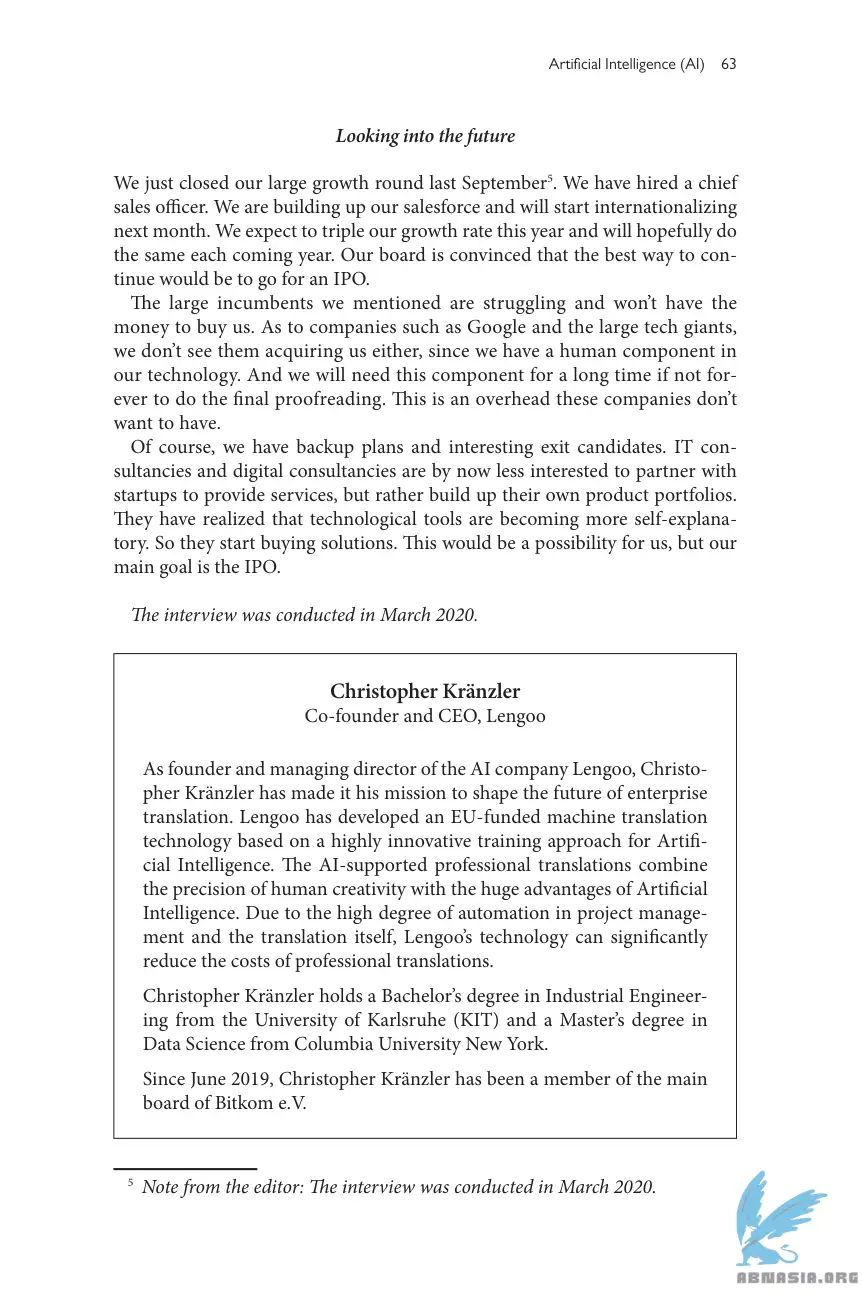 Artificial Intelligence (AI) 63
Looking into the future
We just closed our large growth round last September⁵. We have hired a chief
sales officer. We are building up our salesforce and will start internationalizing
next month. We expect to triple our growth rate this year and will hopefully do
the same each coming year. Our board is convinced that the best way to con-
tinue would be to go for an IPO.
The large incumbents we mentioned are struggling and won’t have the
money to buy us. As to companies such as Google and the large tech giants,
we don’t see them acquiring us either, since we have a human component in
our technology. And we will need this component for a long time if not for-
ever to do the final proofreading. This is an overhead these companies don’t
want to have.
Of course, we have backup plans and interesting exit candidates. IT con-
sultancies and digital consultancies are by now less interested to partner with
startups to provide services, but rather build up their own product portfolios.
They have realized that technological tools are becoming more self-explana-
tory. So they start buying solutions. This would be a possibility for us, but our
main goal is the IPO.
The interview was conducted in March 2020.
Christopher Kränzler
Co-founder and CEO, Lengoo
As founder and managing director of the AI company Lengoo, Christo-
pher Kränzler has made it his mission to shape the future of enterprise
translation. Lengoo has developed an EU-funded machine translation
technology based on a highly innovative training approach for Artifi-
cial Intelligence. The AI-supported professional translations combine
the precision of human creativity with the huge advantages of Artificial
Intelligence. Due to the high degree of automation in project manage-
ment and the translation itself, Lengoo’s technology can significantly
reduce the costs of professional translations.
Christopher Kränzler holds a Bachelor’s degree in Industrial Engineer-
ing from the University of Karlsruhe (KIT) and a Master’s degree in
Data Science from Columbia University New York.
Since June 2019, Christopher Kränzler has been a member of the main
board of Bitkom e.V.
⁵ Note from the editor: The interview was conducted in March 2020.
ABNASIA.ORG